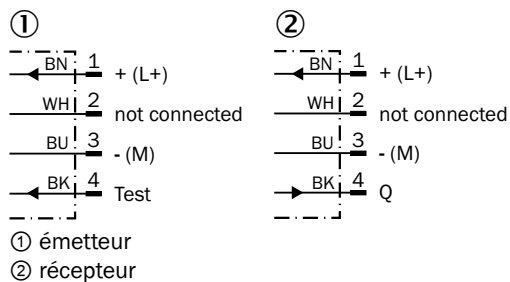 ① ②
BN 1 + (L+) BN 1 + (L+)
WH 2 not connected WH 2 not connected
BU 3 - (M) BU 3 - (M)
BK 4 Test BK 4 Q
① émetteur
② récepteur